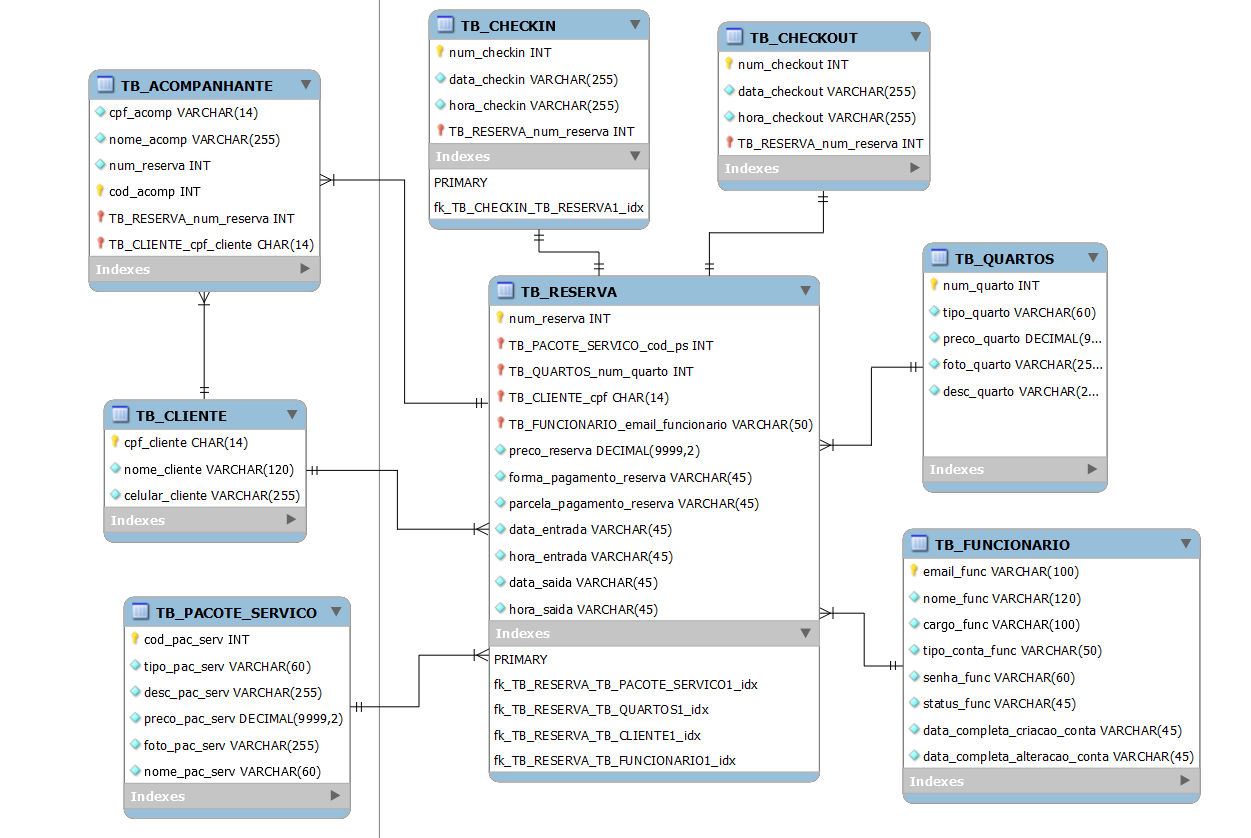 TB_CHECKIN
num_checkin INT
data_checkin VARCHAR(255)
hora_checkin VARCHAR(255)
TB_RESERVA_num_reserva INT
Indexes
PRIMARY
fk_TB_CHECKIN_TB_RESERVA1_idx
TB_CHECKOUT
num_checkout INT
data_checkout VARCHAR(255)
hora_checkout VARCHAR(255)
TB_RESERVA_num_reserva INT
Indexes
TB_ACOMPANHANTE
cpf_acomp VARCHAR(14)
nome_acomp VARCHAR(255)
num_reserva INT
cod_acomp INT
TB_RESERVA_num_reserva INT
TB_CLIENTE_cpf_cliente CHAR(14)
Indexes
TB_QUARTOS
num_quarto INT
tipo_quarto VARCHAR(60)
preco_quarto DECIMAL(9...
foto_quarto VARCHAR(25...
desc_quarto VARCHAR(2...
Indexes
TB_RESERVA
num_reserva INT
TB_PACOTE_SERVICO_cod_ps INT
TB_QUARTOS_num_quarto INT
TB_CLIENTE_cpf CHAR(14)
TB_FUNCIONARIO_email_funcionario VARCHAR(50)
preco_reserva DECIMAL(9999,2)
forma_pagamento_reserva VARCHAR(45)
parcela_pagamento_reserva VARCHAR(45)
data_entrada VARCHAR(45)
hora_entrada VARCHAR(45)
data_saida VARCHAR(45)
hora_saida VARCHAR(45)
Indexes
PRIMARY
fk_TB_RESERVA_TB_PACOTE_SERVICO1_idx
fk_TB_RESERVA_TB_QUARTOS1_idx
fk_TB_RESERVA_TB_CLIENTE1_idx
fk_TB_RESERVA_TB_FUNCIONARIO1_idx
TB_CLIENTE
cpf_cliente CHAR(14)
nome_cliente VARCHAR(120)
celular_cliente VARCHAR(255)
Indexes
TB_FUNCIONARIO
email_func VARCHAR(100)
nome_func VARCHAR(120)
cargo_func VARCHAR(100)
tipo_conta_func VARCHAR(50)
senha_func VARCHAR(60)
status_func VARCHAR(45)
data_completa_criacao_conta VARCHAR(45)
data_completa_alteracao_conta VARCHAR(45)
Indexes
TB_PACOTE_SERVICO
cod_pac_serv INT
tipo_pac_serv VARCHAR(60)
desc_pac_serv VARCHAR(255)
preco_pac_serv DECIMAL(9999,2)
foto_pac_serv VARCHAR(255)
nome_pac_serv VARCHAR(60)
Indexes